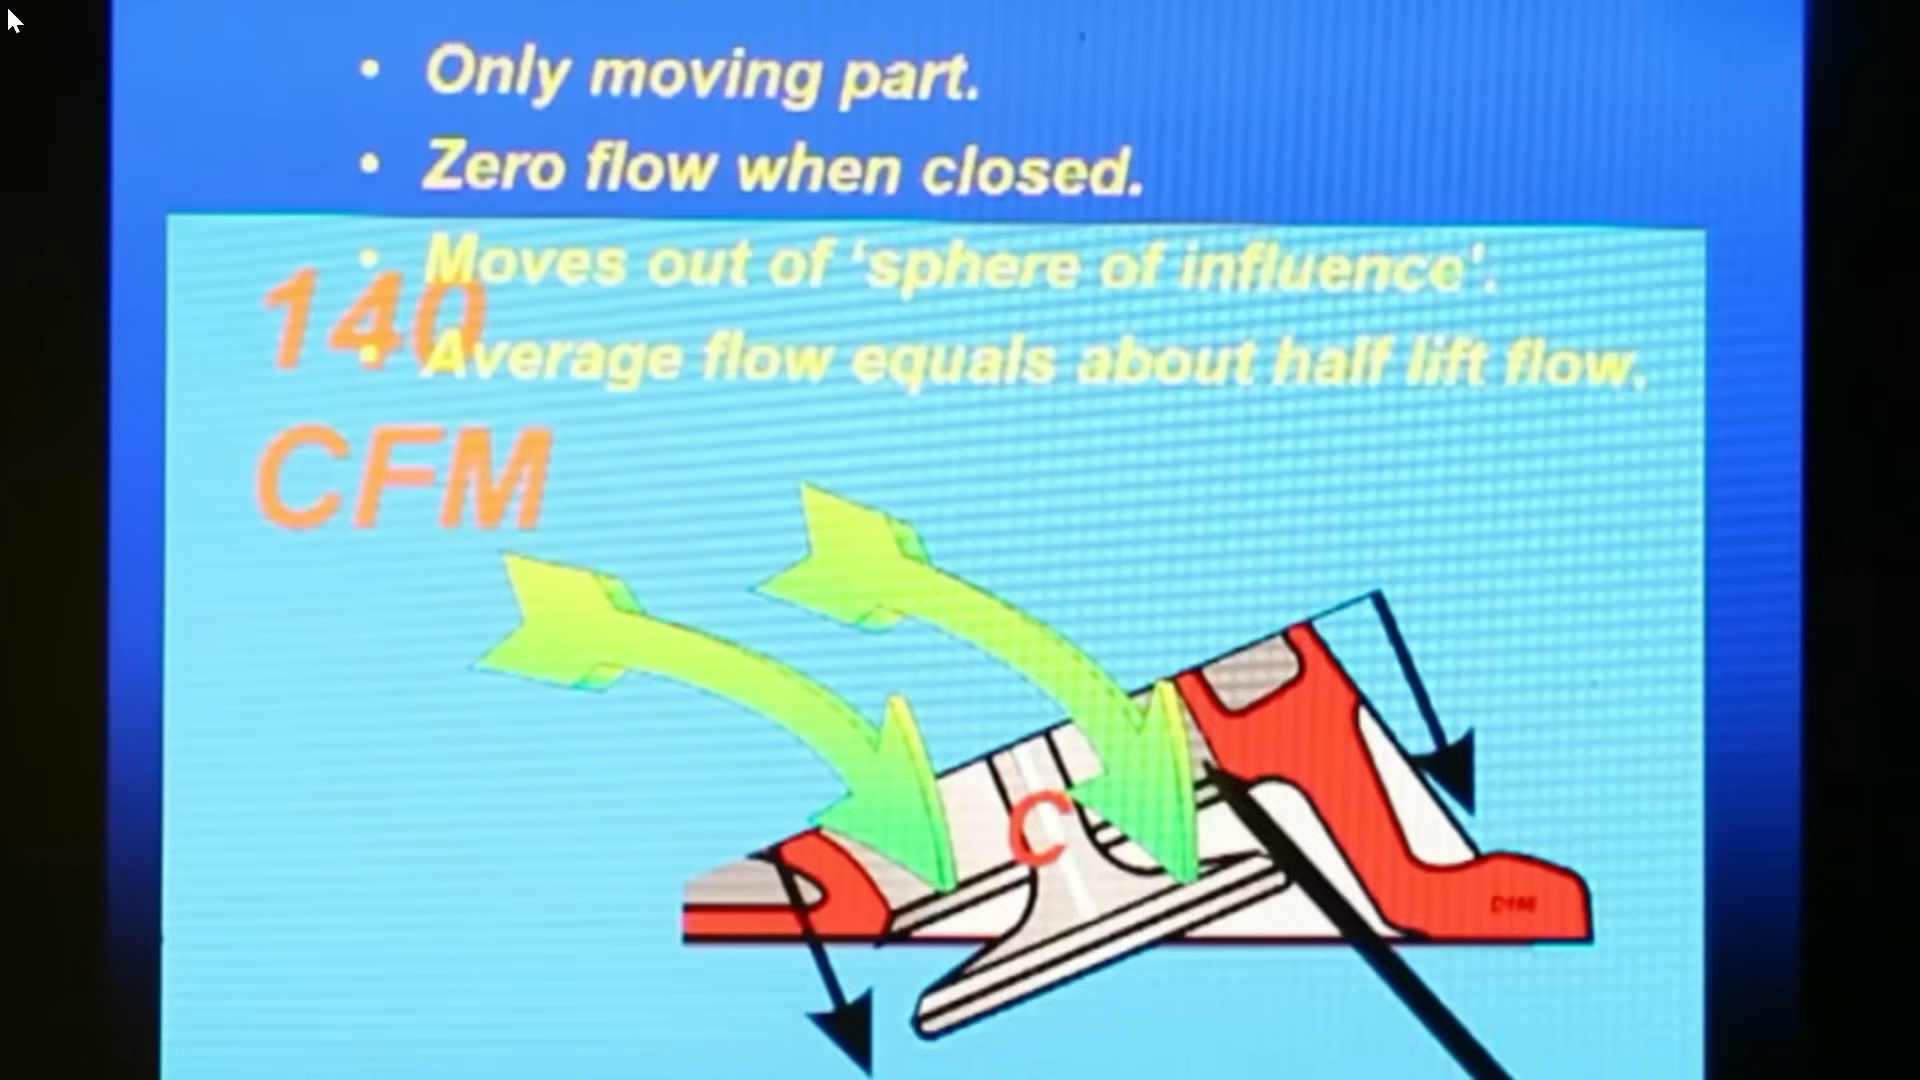 • Only moving part.
• Zero flow when closed.
• Moves out of ‘sphere of influence’.
• Average flow equals about half lift flow.
140
CFM
C